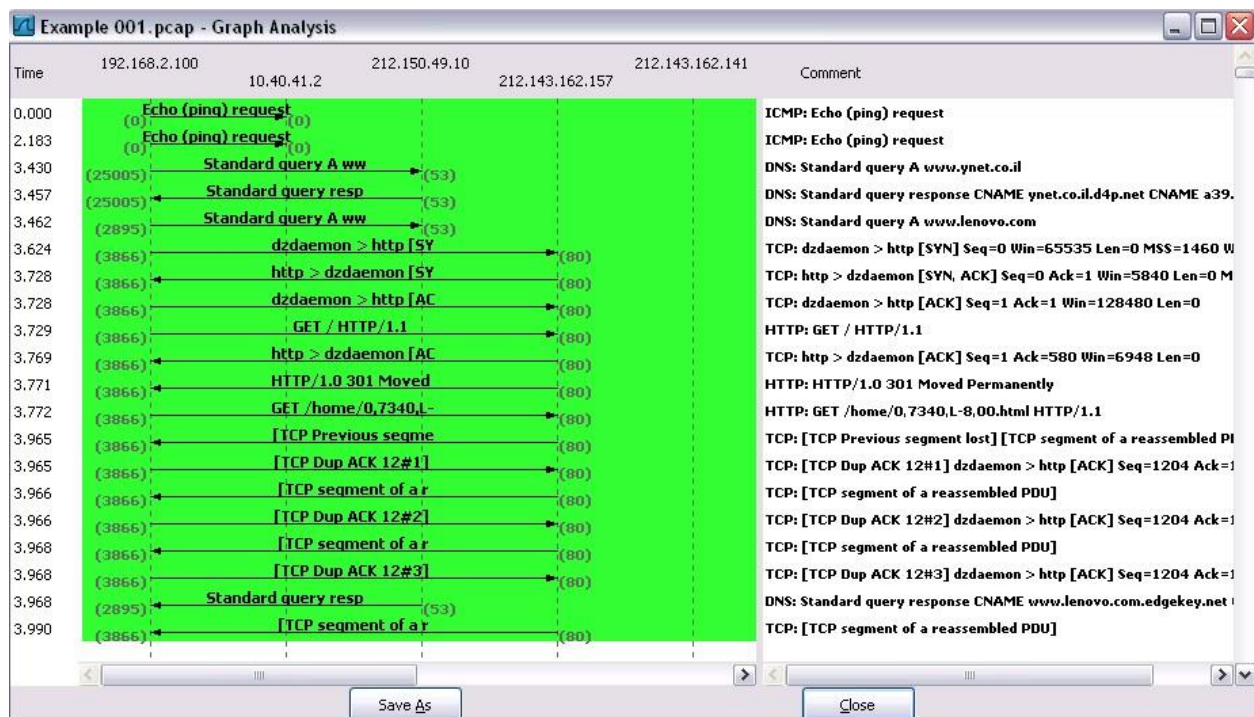 Example 001.pcap - Graph Analysis
192.168.2.100 212.150.49.10 212.143.162.141
Time 10.40.41.2 212.143.162.157 Comment
0.000 Echo (ping) request ICMP: Echo (ping) request
(0) (0)
2.183 Echo (ping) request ICMP: Echo (ping) request
(0) (0)
3.430 Standard query A ww DNS: Standard query A www.ynet.co.il
(25005) (53)
3.457 Standard query resp DNS: Standard query response CNAME ynet.co.il.d4p.net CNAME a39.
(25005) (53)
3.462 Standard query A ww DNS: Standard query A www.lenovo.com
(2895) (53)
3.624 dzdaemon > http [SY TCP: dzdaemon > http [SYN] Seq=0 Win=65535 Len=0 MSS=1460 W
(3866) (80)
3.728 http > dzdaemon [SY TCP: http > dzdaemon [SYN, ACK] Seq=0 Ack=1 Win=5840 Len=0 M
(3866) (80)
3.728 dzdaemon > http [AC TCP: dzdaemon > http [ACK] Seq=1 Ack=1 Win=128480 Len=0
(3866) (80)
3.729 GET / HTTP/1.1 HTTP: GET / HTTP/1.1
(3866) (80)
3.769 http > dzdaemon [AC TCP: http > dzdaemon [ACK] Seq=1 Ack=580 Win=6948 Len=0
(3866) (80)
3.771 HTTP/1.0 301 Moved HTTP: HTTP/1.0 301 Moved Permanently
(3866) (80)
3.772 GET /home/0,7340,L- HTTP: GET /home/0,7340,L-8,00.html HTTP/1.1
(3866) (80)
3.965 [TCP Previous segme TCP: [TCP Previous segment lost] [TCP segment of a reassembled PI
(3866) (80)
3.965 [TCP Dup ACK 12#1] TCP: [TCP Dup ACK 12#1] dzdaemon > http [ACK] Seq=1204 Ack=1
(3866) (80)
3.966 [TCP segment of a r TCP: [TCP segment of a reassembled PDU]
(3866) (80)
3.966 [TCP Dup ACK 12#2] TCP: [TCP Dup ACK 12#2] dzdaemon > http [ACK] Seq=1204 Ack=1
(3866) (80)
3.968 [TCP segment of a r TCP: [TCP segment of a reassembled PDU]
(3866) (80)
3.968 [TCP Dup ACK 12#3] TCP: [TCP Dup ACK 12#3] dzdaemon > http [ACK] Seq=1204 Ack=1
(3866) (80)
3.968 Standard query resp DNS: Standard query response CNAME www.lenovo.com.edgekey.net
(2895) (53)
3.990 [TCP segment of a r TCP: [TCP segment of a reassembled PDU]
(3866) (80)
Save As Close